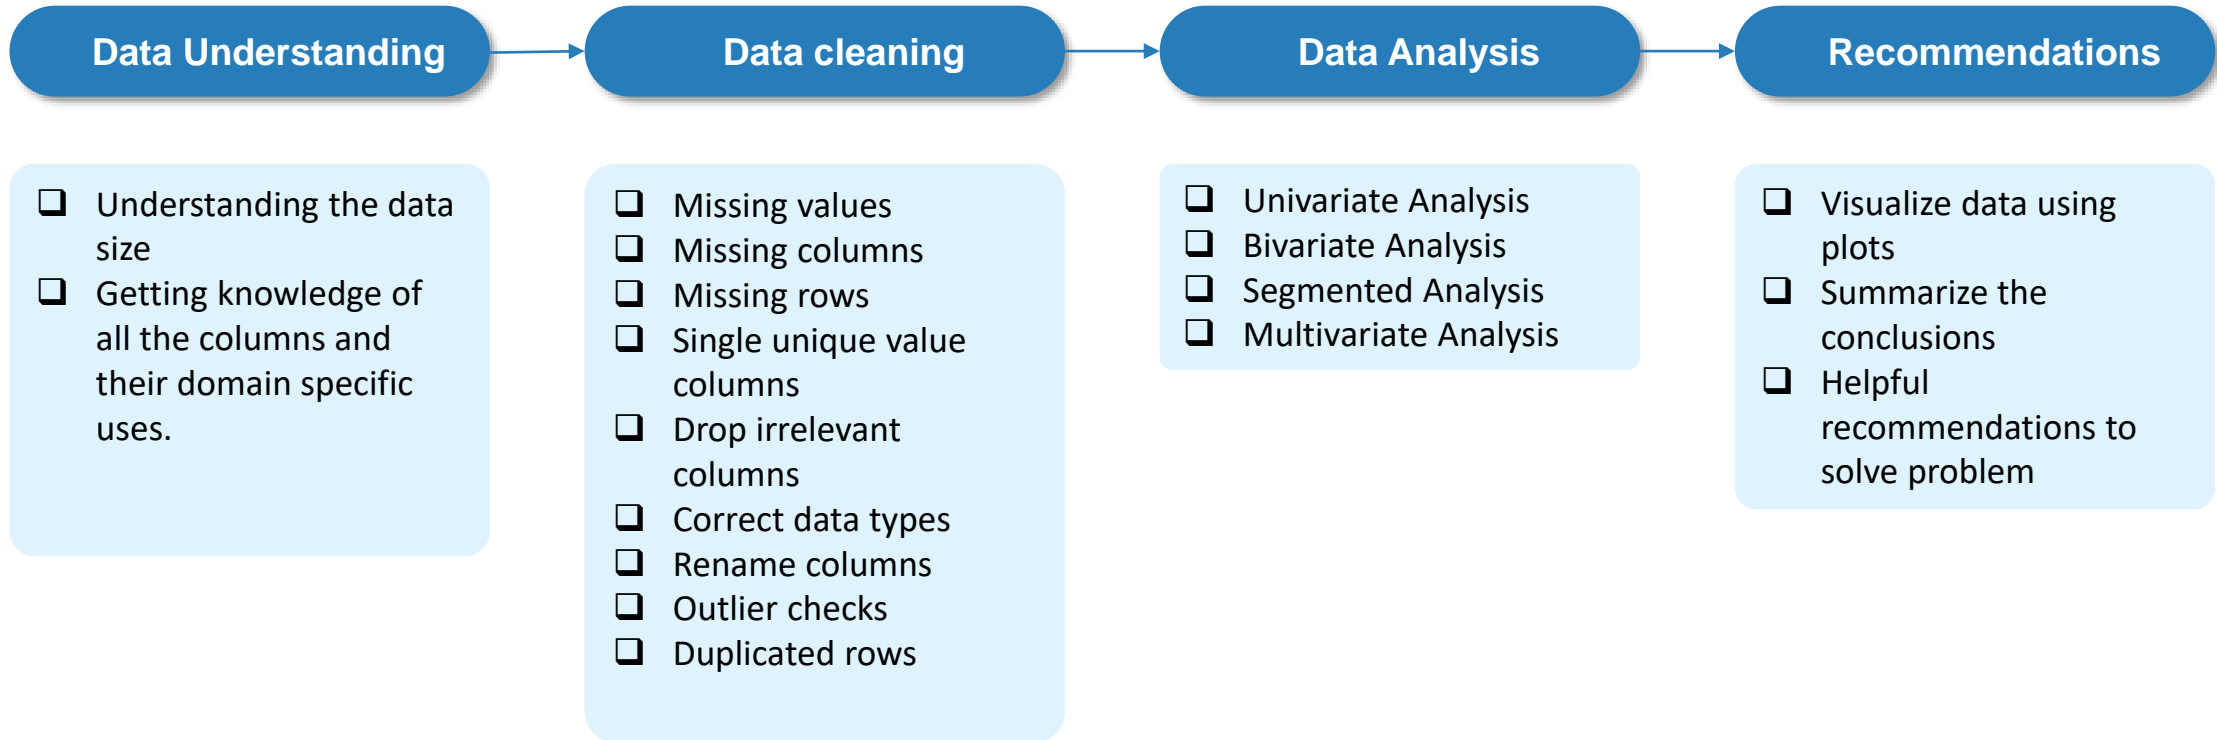 Data Understanding
Data cleaning
Data Analysis
Recommendations
Understanding the data
size
Getting knowledge of
all the columns and
their domain specific
uses.
Missing values
Missing columns
Missing rows
Single unique value
columns
Drop irrelevant
columns
Correct data types
Rename columns
Outlier checks
Duplicated rows
Univariate Analysis
Bivariate Analysis
Segmented Analysis
Multivariate Analysis
Visualize data using
plots
Summarize the
conclusions
Helpful
recommendations to
solve problem